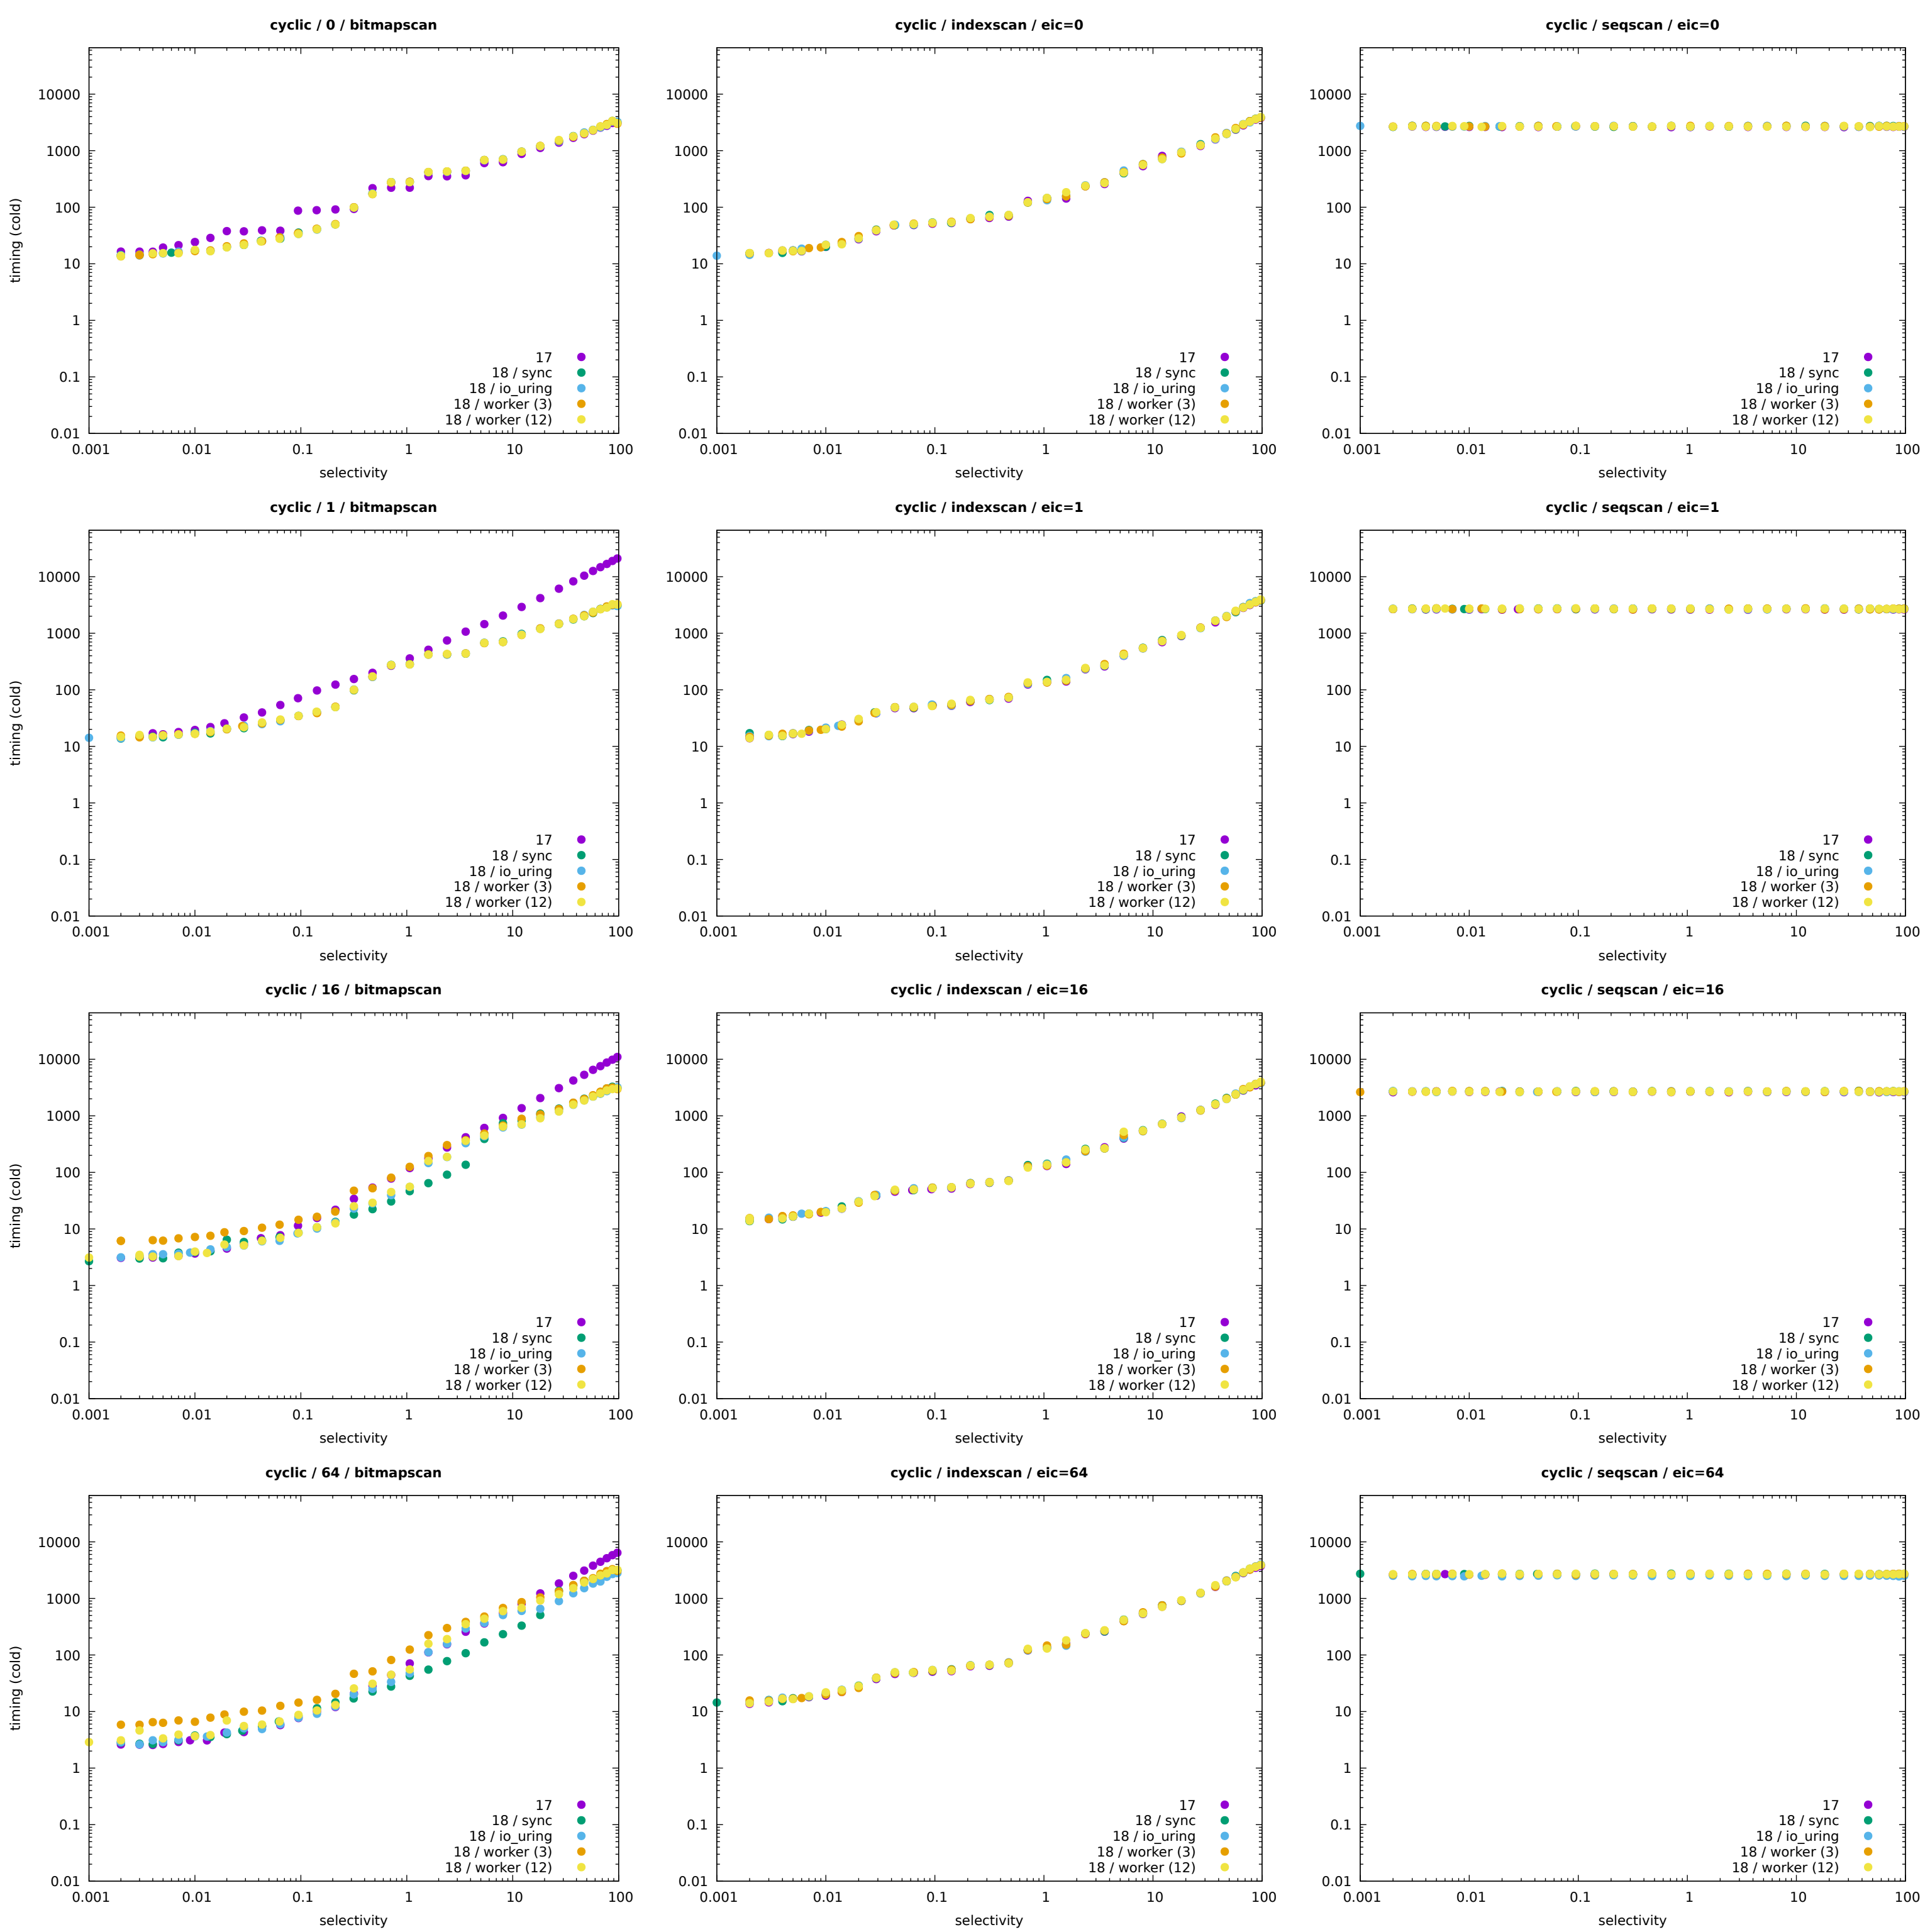 cyclic / 0 / bitmapscan
timing (cold)
10000
1000
100
10
1
0.1
0.01
0.001 0.01 0.1 1 10 100
selectivity
17
18 / sync
18 / io_uring
18 / worker (3)
18 / worker (12)
cyclic / indexscan / eic=0
10000
1000
100
10
1
0.1
0.01
0.001 0.01 0.1 1 10 100
selectivity
17
18 / sync
18 / io_uring
18 / worker (3)
18 / worker (12)
cyclic / seqscan / eic=0
10000
1000
100
10
1
0.1
0.01
0.001 0.01 0.1 1 10 100
selectivity
17
18 / sync
18 / io_uring
18 / worker (3)
18 / worker (12)
cyclic / 1 / bitmapscan
timing (cold)
10000
1000
100
10
1
0.1
0.01
0.001 0.01 0.1 1 10 100
selectivity
17
18 / sync
18 / io_uring
18 / worker (3)
18 / worker (12)
cyclic / indexscan / eic=1
10000
1000
100
10
1
0.1
0.01
0.001 0.01 0.1 1 10 100
selectivity
17
18 / sync
18 / io_uring
18 / worker (3)
18 / worker (12)
cyclic / seqscan / eic=1
10000
1000
100
10
1
0.1
0.01
0.001 0.01 0.1 1 10 100
selectivity
17
18 / sync
18 / io_uring
18 / worker (3)
18 / worker (12)
cyclic / 16 / bitmapscan
timing (cold)
10000
1000
100
10
1
0.1
0.01
0.001 0.01 0.1 1 10 100
selectivity
17
18 / sync
18 / io_uring
18 / worker (3)
18 / worker (12)
cyclic / indexscan / eic=16
10000
1000
100
10
1
0.1
0.01
0.001 0.01 0.1 1 10 100
selectivity
17
18 / sync
18 / io_uring
18 / worker (3)
18 / worker (12)
cyclic / seqscan / eic=16
10000
1000
100
10
1
0.1
0.01
0.001 0.01 0.1 1 10 100
selectivity
17
18 / sync
18 / io_uring
18 / worker (3)
18 / worker (12)
cyclic / 64 / bitmapscan
timing (cold)
10000
1000
100
10
1
0.1
0.01
0.001 0.01 0.1 1 10 100
selectivity
17
18 / sync
18 / io_uring
18 / worker (3)
18 / worker (12)
cyclic / indexscan / eic=64
10000
1000
100
10
1
0.1
0.01
0.001 0.01 0.1 1 10 100
selectivity
17
18 / sync
18 / io_uring
18 / worker (3)
18 / worker (12)
cyclic / seqscan / eic=64
10000
1000
100
10
1
0.1
0.01
0.001 0.01 0.1 1 10 100
selectivity
17
18 / sync
18 / io_uring
18 / worker (3)
18 / worker (12)